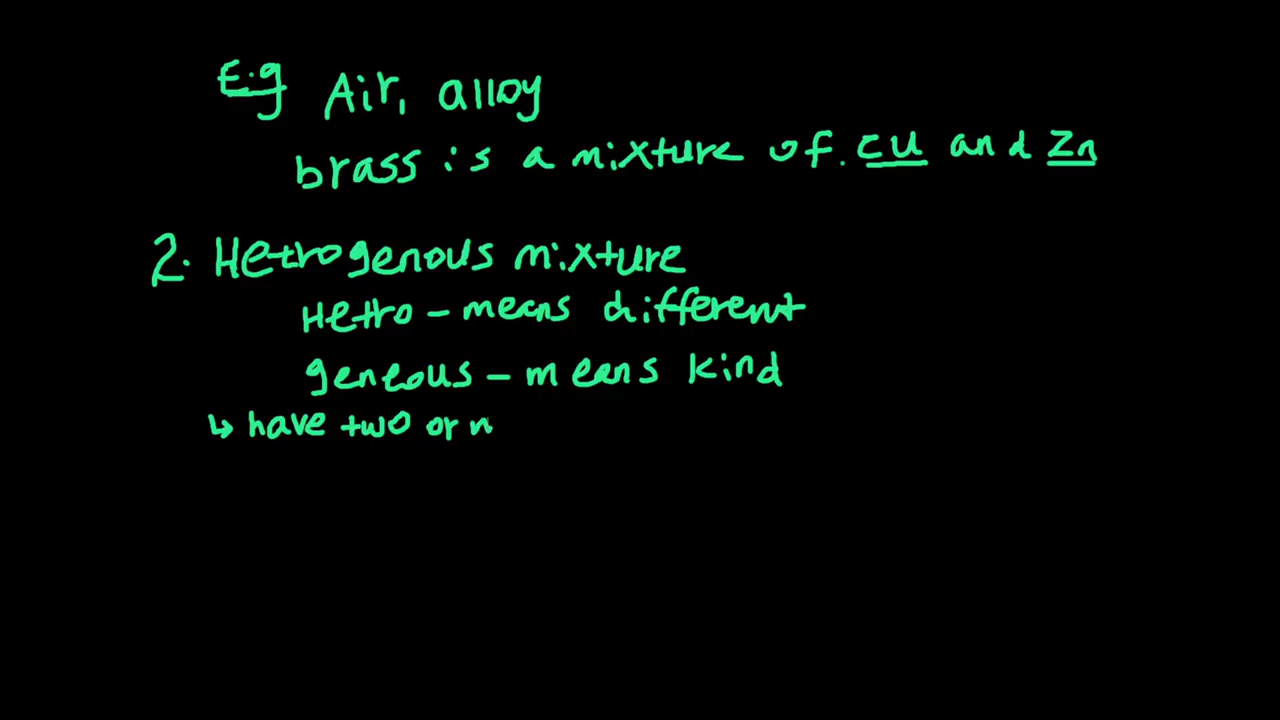 E.g Air, alloy
brass is a mixture of. cu and Zn
2. Hetrogenous mixture
Hetro - means different
geneous - means kind
↳ have two or